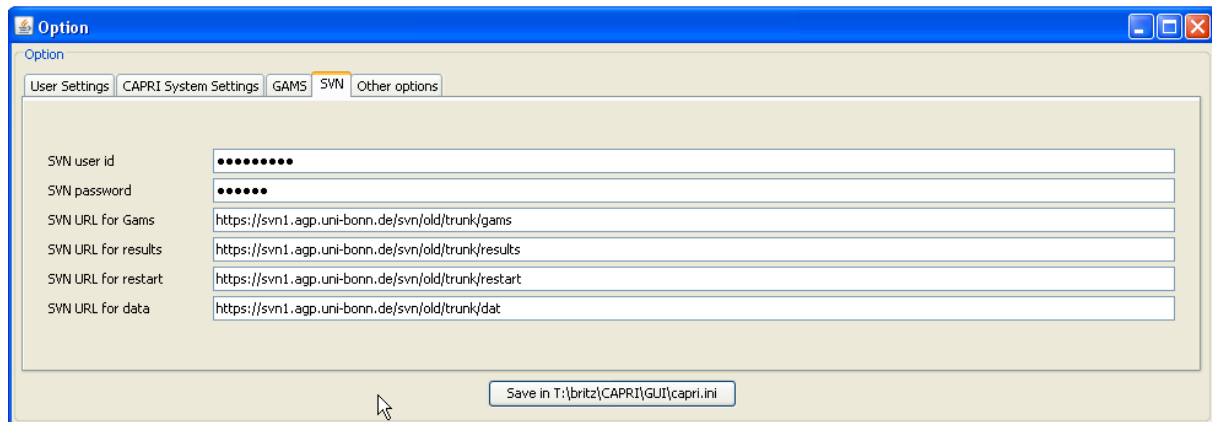 Option
Option
User Settings CAPRI System Settings GAMS SVN Other options
SVN user id •••••••••
SVN password ••••••
SVN URL for Gams https://svn1.agp.uni-bonn.de/svn/old/trunk/gams
SVN URL for results https://svn1.agp.uni-bonn.de/svn/old/trunk/results
SVN URL for restart https://svn1.agp.uni-bonn.de/svn/old/trunk/restart
SVN URL for data https://svn1.agp.uni-bonn.de/svn/old/trunk/dat
Save in T:\britz\CAPRI\GUI\capri.ini